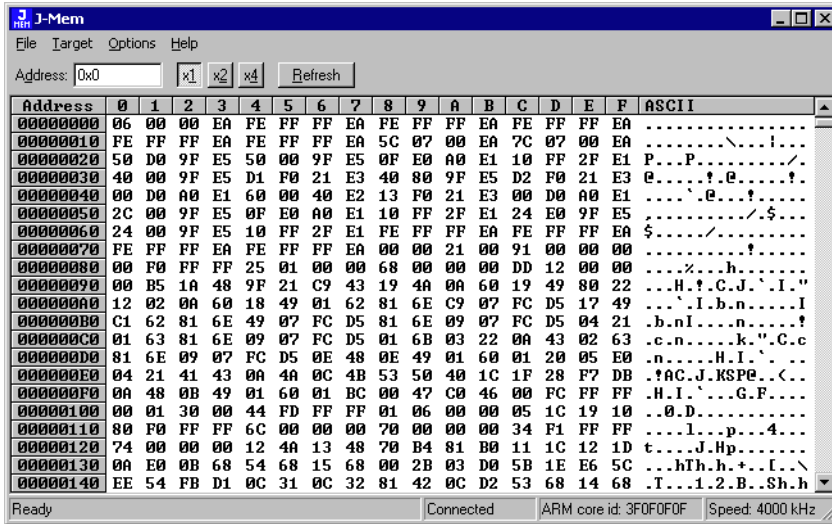 J-Mem
File Target Options Help
Address: 0x0 x1 x2 x4 Refresh
Address 0 1 2 3 4 5 6 7 8 9 A B C D E F ASCII
00000000 06 00 00 EA FE FF FF EA FE FF FF EA FE FF FF EA ................
00000010 FE FF FF EA FE FF FF EA 5C 07 00 EA 7C 07 00 EA ........\...¦...
00000020 50 D0 9F E5 50 00 9F E5 0F E0 A0 E1 10 FF 2F E1 P...P........./.
00000030 40 00 9F E5 D1 F0 21 E3 40 80 9F E5 D2 F0 21 E3 @.....!.@.....!.
00000040 00 D0 A0 E1 60 00 40 E2 13 F0 21 E3 00 D0 A0 E1 ....`.@...!.....
00000050 2C 00 9F E5 0F E0 A0 E1 10 FF 2F E1 24 E0 9F E5 ,........./.$...
00000060 24 00 9F E5 10 FF 2F E1 FE FF FF EA FE FF FF EA $...../.........
00000070 FE FF FF EA FE FF FF EA 00 00 21 00 91 00 00 00 ..........!.....
00000080 00 F0 FF FF 25 01 00 00 68 00 00 00 DD 12 00 00 ....%...h.......
00000090 00 B5 1A 48 9F 21 C9 43 19 4A 0A 60 19 49 80 22 ...H.!.C.J.`.I."
000000A0 12 02 0A 60 18 49 01 62 81 6E C9 07 FC D5 17 49 ...`.I.b.n.....I
000000B0 C1 62 81 6E 49 07 FC D5 81 6E 09 07 FC D5 04 21 .b.nI....n.....!
000000C0 01 63 81 6E 09 07 FC D5 01 6B 03 22 0A 43 02 63 .c.n.....k.".C.c
000000D0 81 6E 09 07 FC D5 0E 48 0E 49 01 60 01 20 05 E0 .n.....H.I.`. ..
000000E0 04 21 41 43 0A 4A 0C 4B 53 50 40 1C 1F 28 F7 DB .!AC.J.KSP@..(..
000000F0 0A 48 0B 49 01 60 01 BC 00 47 C0 46 00 FC FF FF .H.I.`...G.F....
00000100 00 01 30 00 44 FD FF FF 01 06 00 00 05 1C 19 10 ..0.D...........
00000110 80 F0 FF FF 6C 00 00 00 70 00 00 00 34 F1 FF FF ....l...p...4...
00000120 74 00 00 00 12 4A 13 48 70 B4 81 B0 11 1C 12 1D t....J.Hp.......
00000130 0A E0 0B 68 54 68 15 68 00 2B 03 D0 5B 1E E6 5C ...hTh.h.+..[..\
00000140 EE 54 FB D1 0C 31 0C 32 81 42 0C D2 53 68 14 68 .T...1.2.B..Sh.h
Ready Connected ARM core id: 3F0F0F0F Speed: 4000 kHz